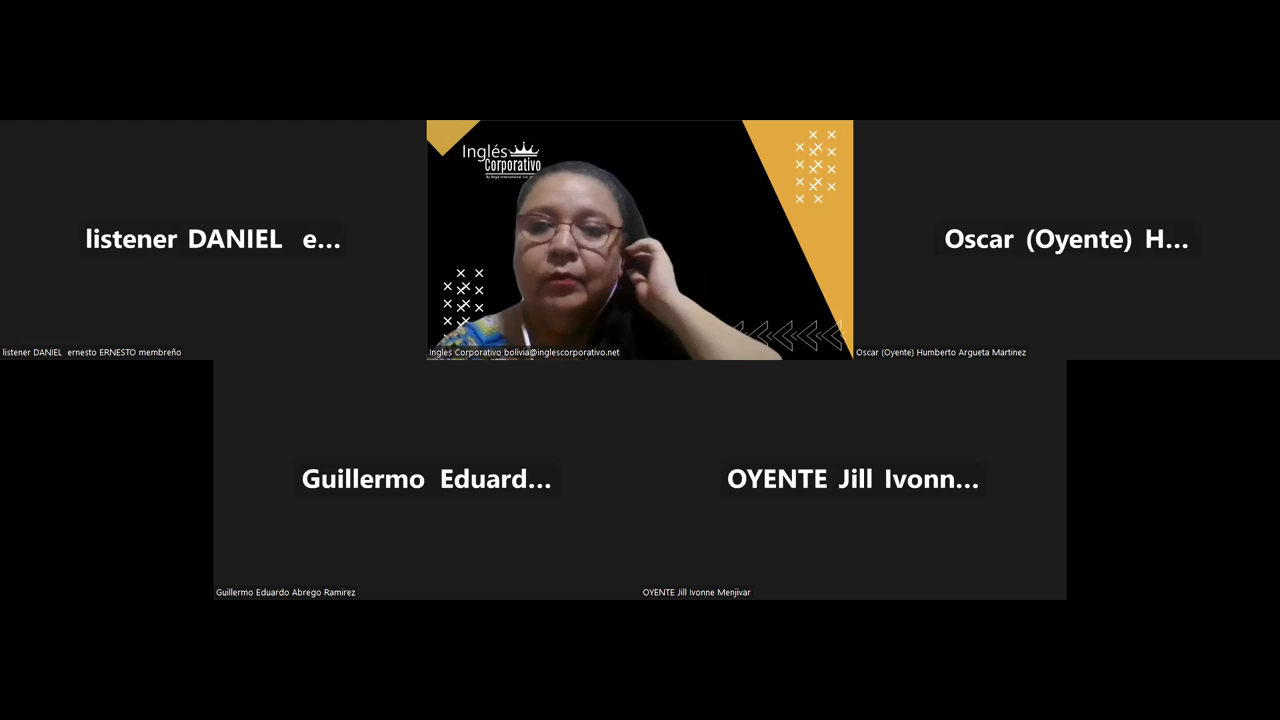 listener DANIEL e...
listener DANIEL ernesto ERNESTO membreño
Inglés
Corporativo
Ingles Corporativo bolivia@inglescorporativo.net
Oscar (Oyente) H...
Oscar (Oyente) Humberto Argueta Martinez
Guillermo Eduard...
Guillermo Eduardo Abrego Ramirez
OYENTE Jill Ivonn...
OYENTE Jill Ivonne Menjivar